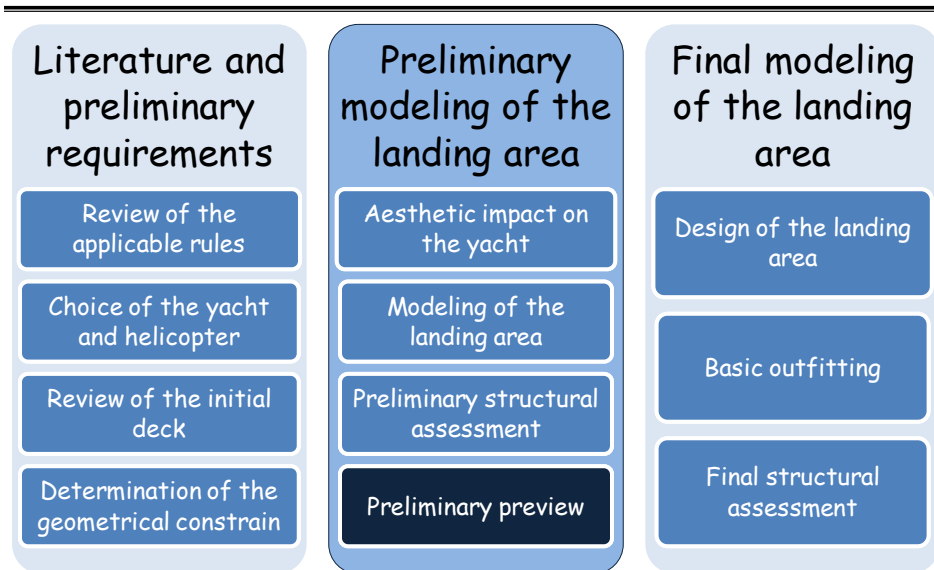 Literature and
preliminary
requirements
Review of the
applicable rules
Choice of the yacht
and helicopter
Review of the initial
deck
Determination of the
geometrical constrain
Preliminary
modeling of the
landing area
Aesthetic impact on
the yacht
Modeling of the
landing area
Preliminary structural
assessment
Preliminary preview
Final modeling
of the landing
area
Design of the landing
area
Basic outfitting
Final structural
assessment